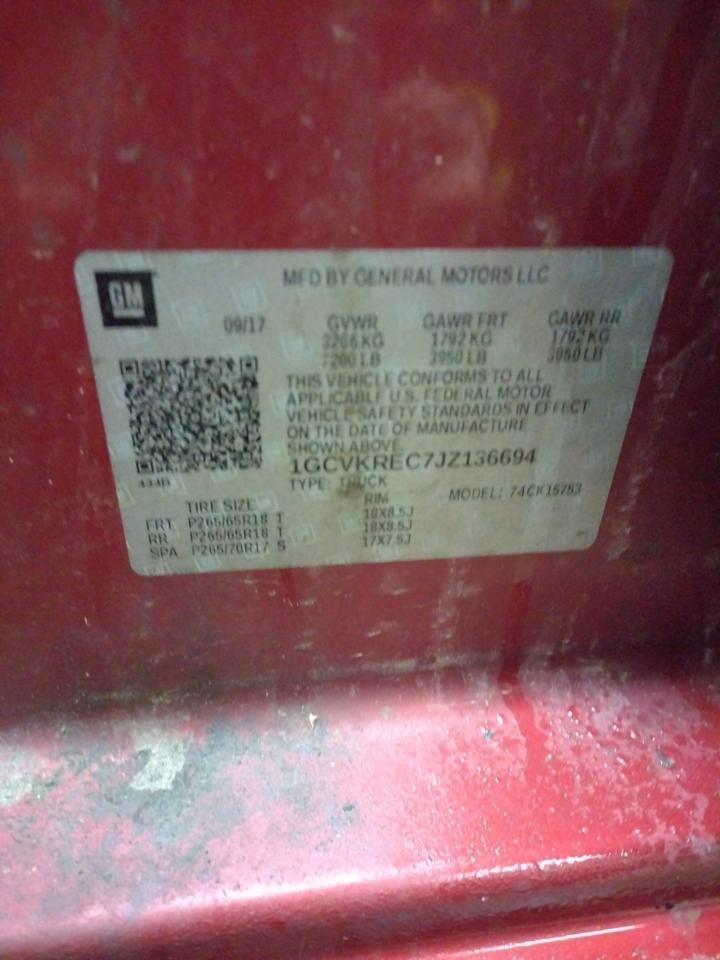 GM
MFD BY GENERAL MOTORS LLC
09/17 GVWR GAWR FRT GAWR RR
3266 KG 1792 KG 1792 KG
7200 LB 3950 LB 3950 LB
THIS VEHICLE CONFORMS TO ALL
APPLICABLE U.S. FEDERAL MOTOR
VEHICLE SAFETY STANDARDS IN EFFECT
ON THE DATE OF MANUFACTURE
SHOWN ABOVE.
1GCVKREC7JZ136694
TYPE: TRUCK
MODEL: 74CK15753
TIRE SIZE RIM
FRT P265/65R18 T 18X8.5J
RR P265/65R18 T 18X8.5J
SPA P265/70R17 S 17X7.5J